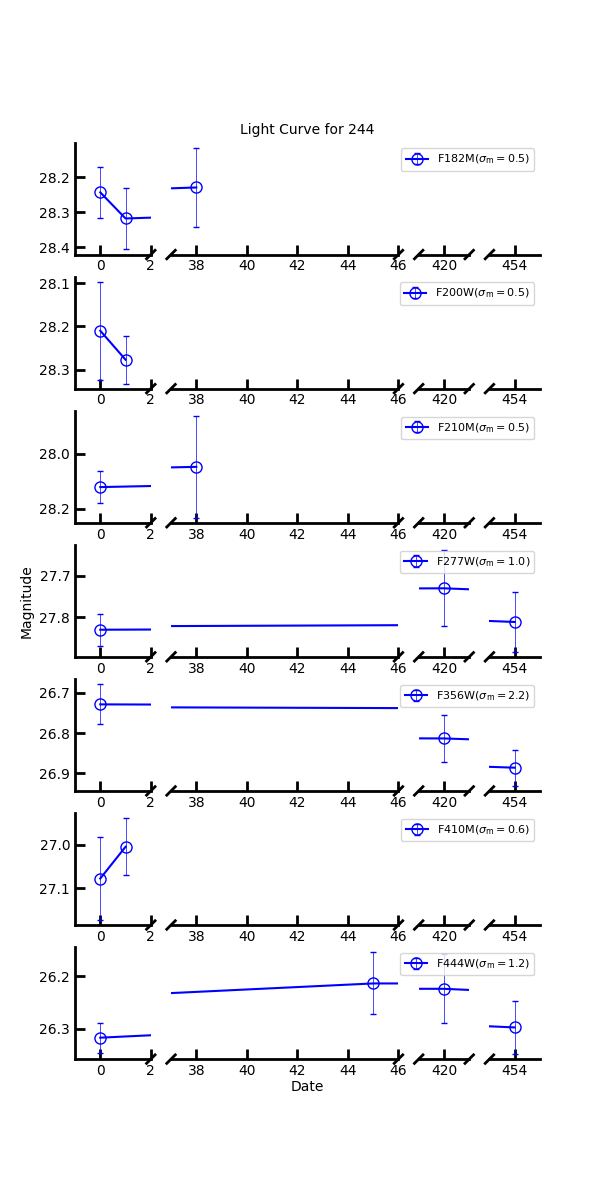 Light Curve for 244
F182M(σm = 0.5)
28.2
28.3
28.4
0 2 38 40 42 44 46 420 454
F200W(σm = 0.5)
28.1
28.2
28.3
0 2 38 40 42 44 46 420 454
F210M(σm = 0.5)
28.0
28.2
0 2 38 40 42 44 46 420 454
F277W(σm = 1.0)
27.7
27.8
0 2 38 40 42 44 46 420 454
Magnitude
F356W(σm = 2.2)
26.7
26.8
26.9
0 2 38 40 42 44 46 420 454
F410M(σm = 0.6)
27.0
27.1
0 2 38 40 42 44 46 420 454
F444W(σm = 1.2)
26.2
26.3
0 2 38 40 42 44 46 420 454
Date